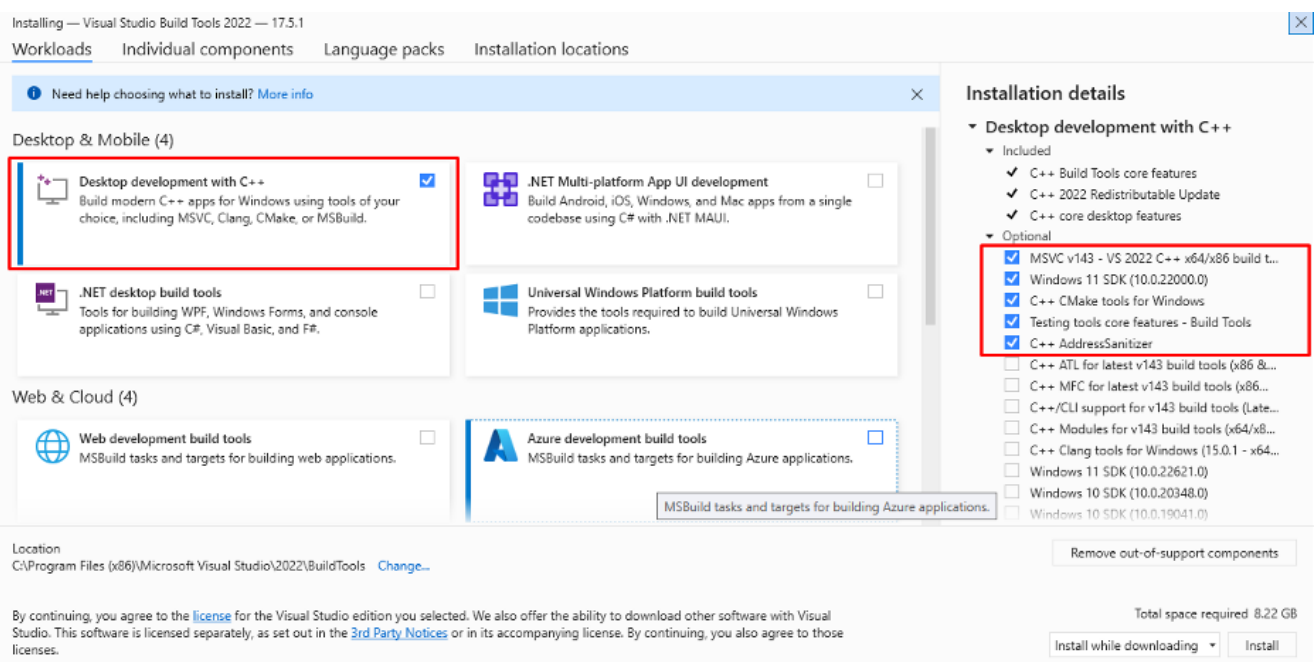 Installing — Visual Studio Build Tools 2022 — 17.5.1
Workloads Individual components Language packs Installation locations
Need help choosing what to install? More info
Desktop & Mobile (4)
Desktop development with C++
Build modern C++ apps for Windows using tools of your
choice, including MSVC, Clang, CMake, or MSBuild.
.NET Multi-platform App UI development
Build Android, iOS, Windows, and Mac apps from a single
codebase using C# with .NET MAUI.
.NET
.NET desktop build tools
Tools for building WPF, Windows Forms, and console
applications using C#, Visual Basic, and F#.
Universal Windows Platform build tools
Provides the tools required to build Universal Windows
Platform applications.
Web & Cloud (4)
Web development build tools
MSBuild tasks and targets for building web applications.
Azure development build tools
MSBuild tasks and targets for building Azure applications.
MSBuild tasks and targets for building Azure applications.
Installation details
Desktop development with C++
Included
C++ Build Tools core features
C++ 2022 Redistributable Update
C++ core desktop features
Optional
MSVC v143 - VS 2022 C++ x64/x86 build t...
Windows 11 SDK (10.0.22000.0)
C++ CMake tools for Windows
Testing tools core features - Build Tools
C++ AddressSanitizer
C++ ATL for latest v143 build tools (x86 &...
C++ MFC for latest v143 build tools (x86...
C++/CLI support for v143 build tools (Late...
C++ Modules for v143 build tools (x64/x8...
C++ Clang tools for Windows (15.0.1 - x64...
Windows 11 SDK (10.0.22621.0)
Windows 10 SDK (10.0.20348.0)
Windows 10 SDK (10.0.19041.0)
Location
C:\Program Files (x86)\Microsoft Visual Studio\2022\BuildTools Change...
Remove out-of-support components
By continuing, you agree to the license for the Visual Studio edition you selected. We also offer the ability to download other software with Visual
Studio. This software is licensed separately, as set out in the 3rd Party Notices or in its accompanying license. By continuing, you also agree to those
licenses.
Total space required 8.22 GB
Install while downloading Install